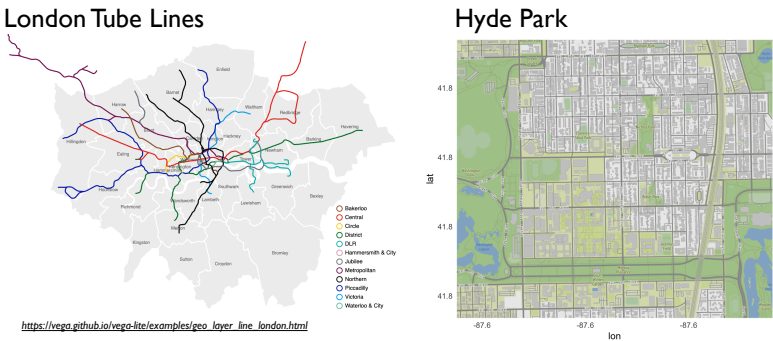 London Tube Lines
Enfield
Barnet
Haringey
Waltham
Harrow
Redbridge
Brent
Havering
Hackney
Barking
Hillingdon
Ealing
Newham
Tower
Hounslow
Southwark
Greenwich
Wandsworth
Lambeth
Bexley
Richmond
Lewisham
Merton
Kingston
Sutton
Croydon
Bromley
Bakerloo
Central
Circle
District
DLR
Hammersmith & City
Jubilee
Metropolitan
Northern
Piccadilly
Victoria
Waterloo & City
https://vega.github.io/vega-lite/examples/geo_layer_line_london.html
Hyde Park
41.8
41.8
lat
41.8
41.8
-87.6
-87.6
-87.6
lon